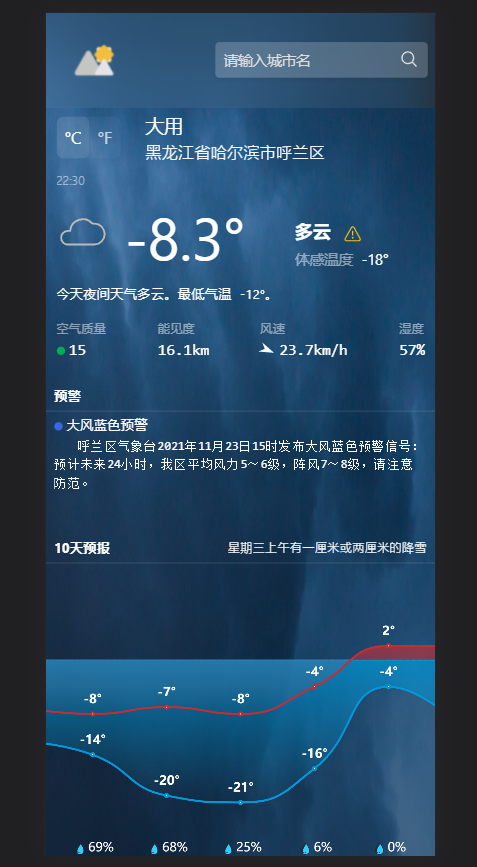 请输入城市名
°C °F
大用
黑龙江省哈尔滨市呼兰区
22:30
-8.3°
多云
体感温度 -18°
今天夜间天气多云。最低气温 -12°。
空气质量 能见度 风速 湿度
15 16.1km 23.7km/h 57%
预警
大风蓝色预警
呼兰区气象台2021年11月23日15时发布大风蓝色预警信号：
预计未来24小时，我区平均风力5～6级，阵风7～8级，请注意
防范。
10天预报 星期三上午有一厘米或两厘米的降雪
-8° -7° -8° -4° 2°
-14° -20° -21° -16° -4°
69% 68% 25% 6% 0%